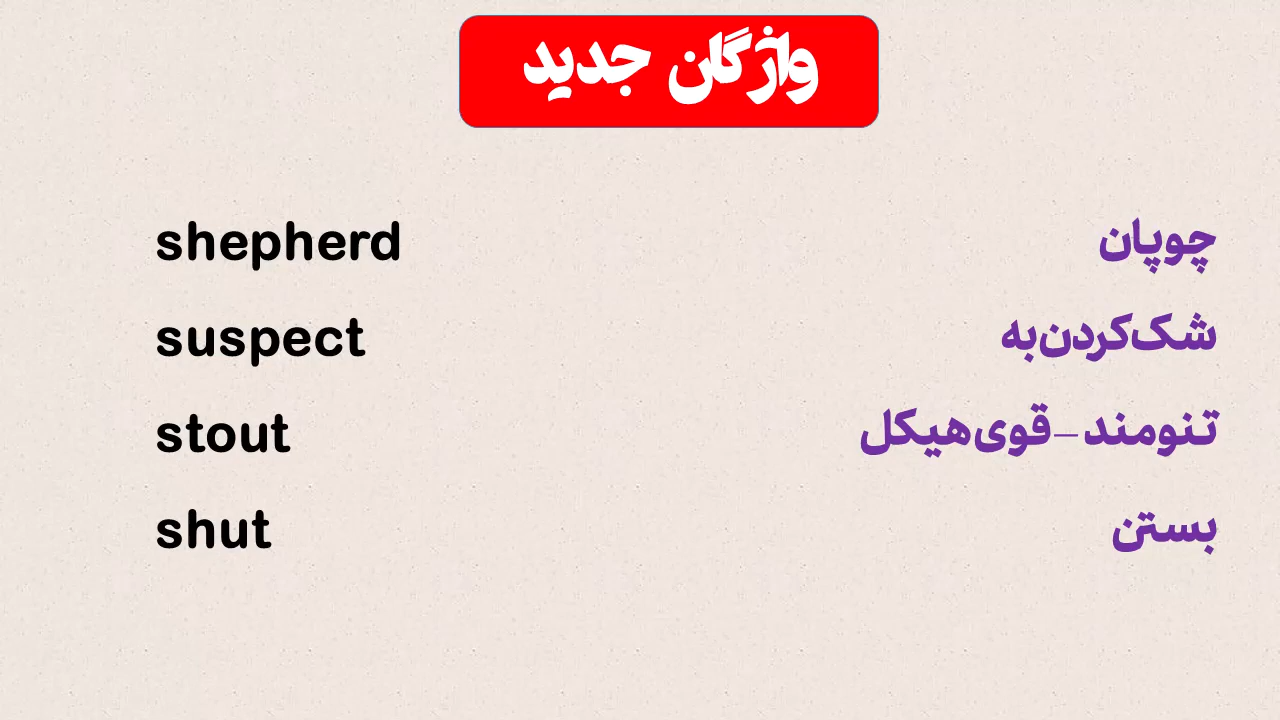 واژگان جدید
shepherd چوپان
suspect شک‌کردن‌به
stout تنومند – قوی‌هیکل
shut بستن